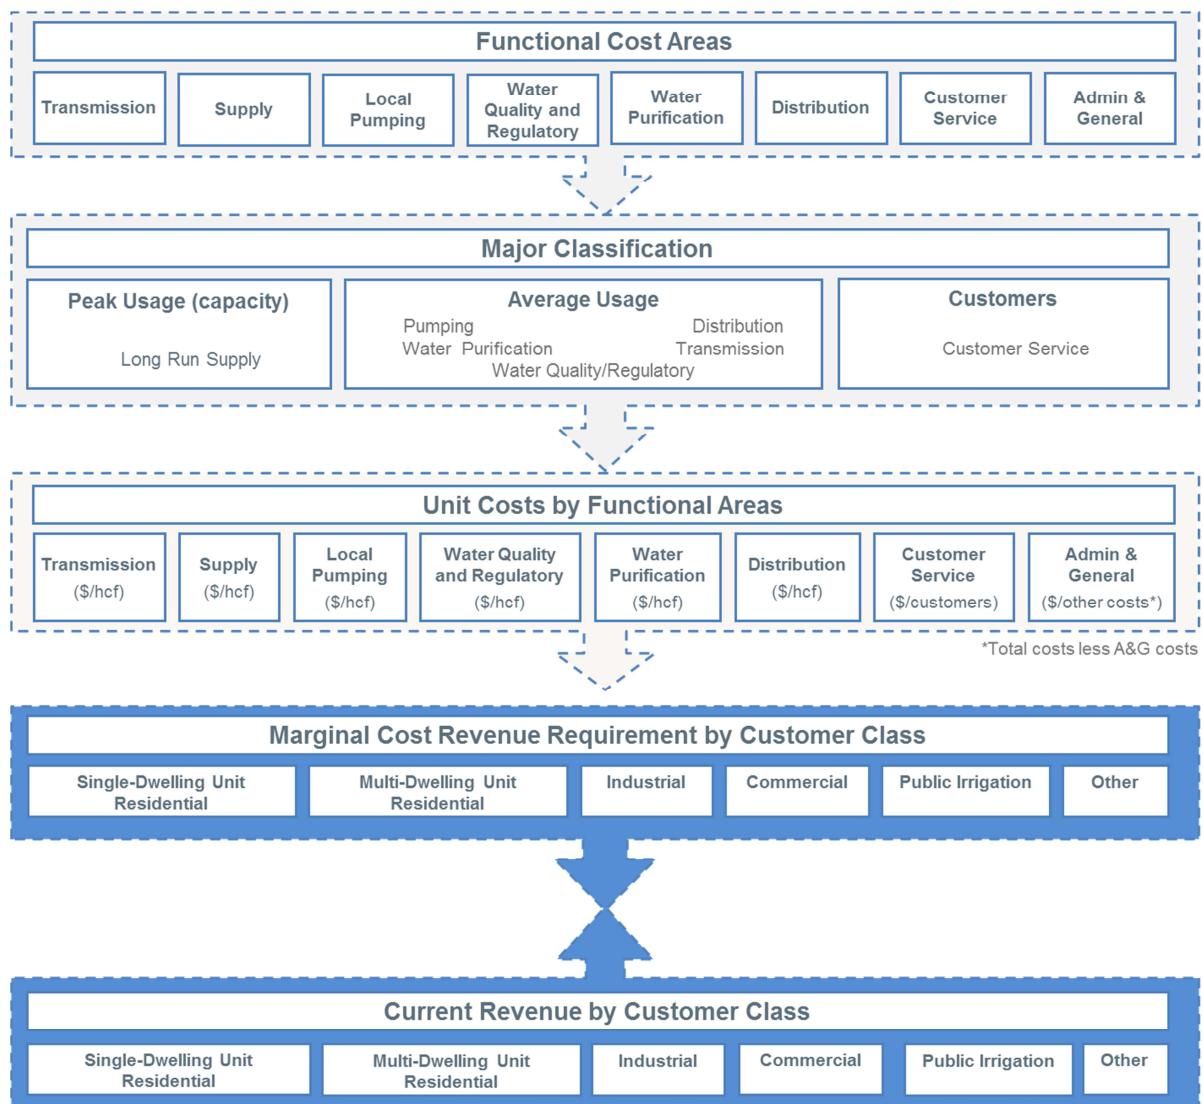 Functional Cost Areas
Transmission
Supply
Local
Pumping
Water
Quality and
Regulatory
Water
Purification
Distribution
Customer
Service
Admin &
General
Major Classification
Peak Usage (capacity)
Long Run Supply
Average Usage
Pumping Distribution
Water Purification Transmission
Water Quality/Regulatory
Customers
Customer Service
Unit Costs by Functional Areas
Transmission
($/hcf)
Supply
($/hcf)
Local
Pumping
($/hcf)
Water Quality
and Regulatory
($/hcf)
Water
Purification
($/hcf)
Distribution
($/hcf)
Customer
Service
($/customers)
Admin &
General
($/other costs*)
*Total costs less A&G costs
Marginal Cost Revenue Requirement by Customer Class
Single-Dwelling Unit
Residential
Multi-Dwelling Unit
Residential
Industrial
Commercial
Public Irrigation
Other
Current Revenue by Customer Class
Single-Dwelling Unit
Residential
Multi-Dwelling Unit
Residential
Industrial
Commercial
Public Irrigation
Other